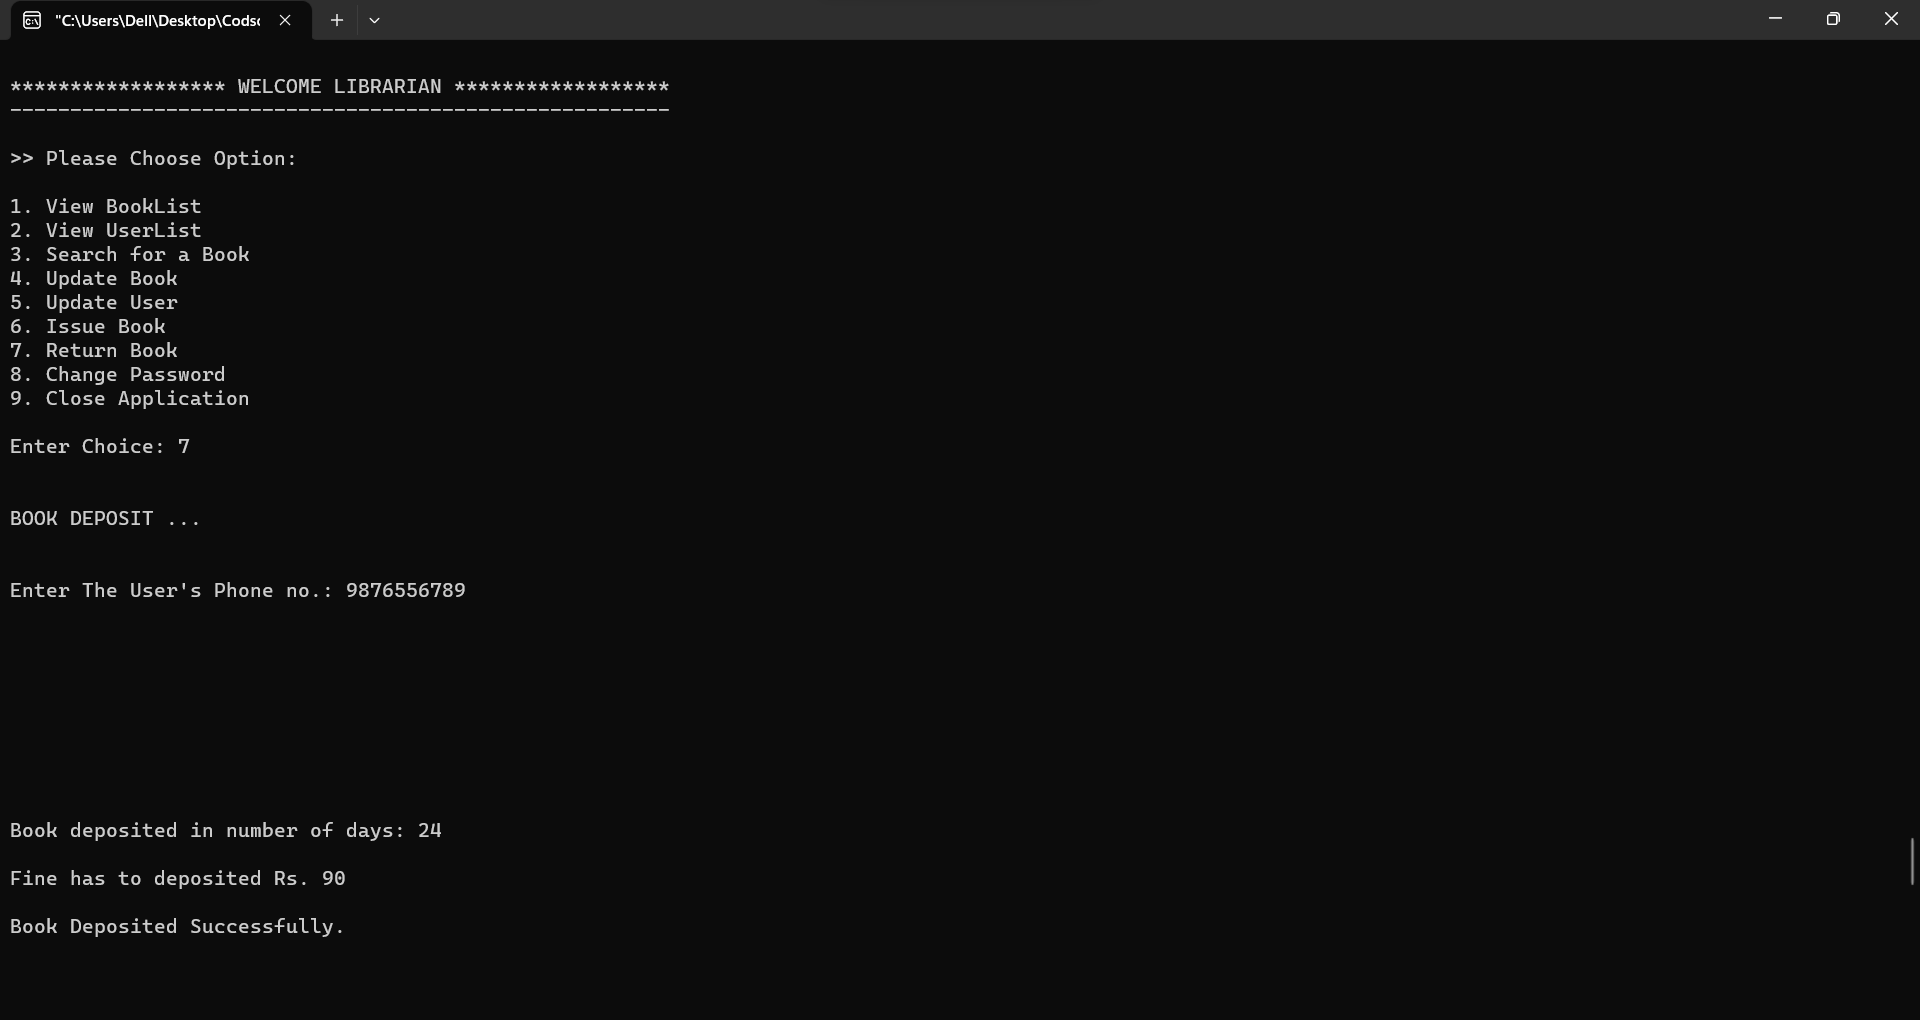 "C:\Users\Dell\Desktop\Cods
****************** WELCOME LIBRARIAN ******************
-------------------------------------------------------
>> Please Choose Option:
1. View BookList
2. View UserList
3. Search for a Book
4. Update Book
5. Update User
6. Issue Book
7. Return Book
8. Change Password
9. Close Application
Enter Choice: 7
BOOK DEPOSIT ...
Enter The User's Phone no.: 9876556789
Book deposited in number of days: 24
Fine has to deposited Rs. 90
Book Deposited Successfully.